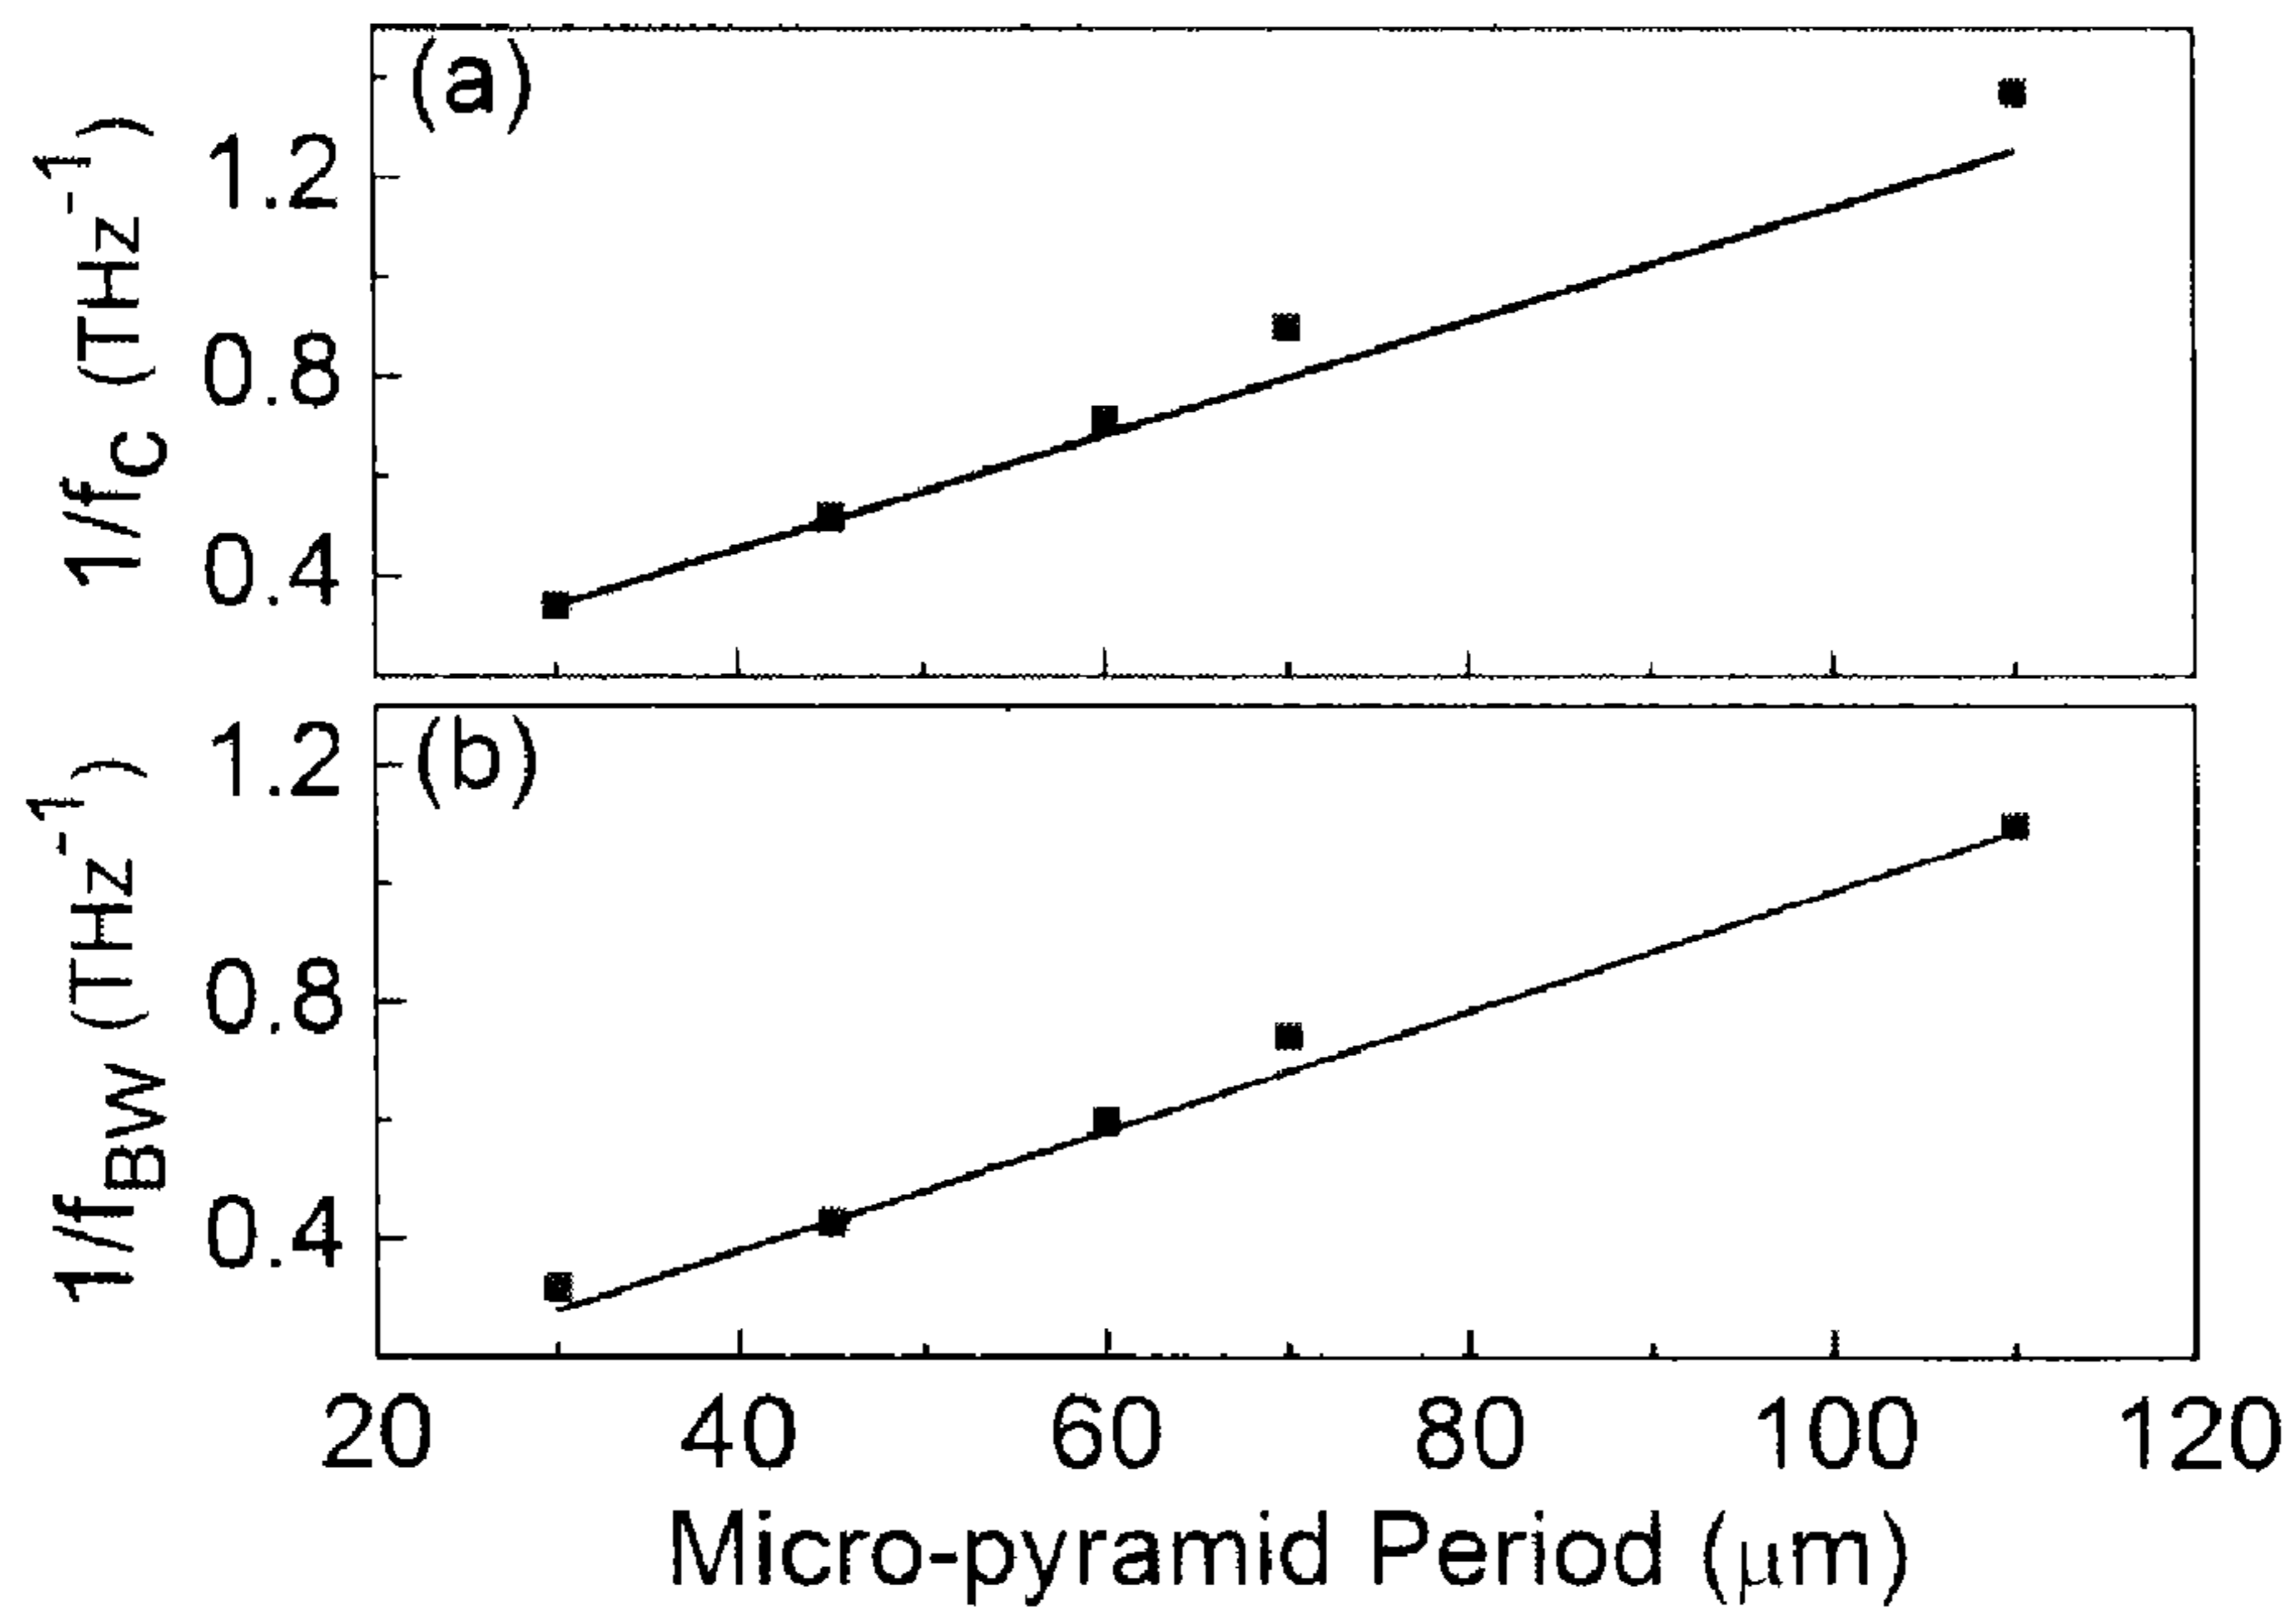 (a)
1.2
0.8
0.4
1/f_C (THz^-1)
(b)
1.2
0.8
0.4
1/f_BW (THz^-1)
20 40 60 80 100 120
Micro-pyramid Period (μm)